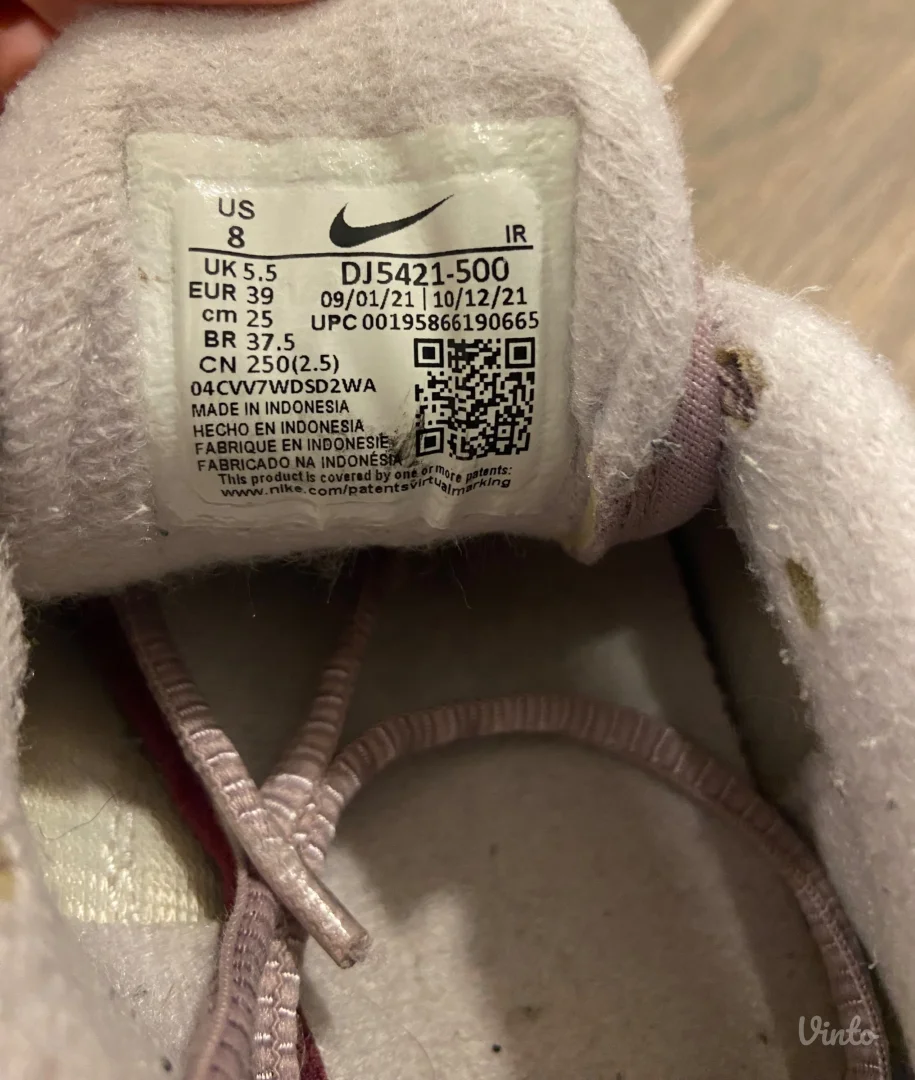 US
8
IR
UK 5.5
DJ5421-500
EUR 39
09/01/21 | 10/12/21
cm 25
UPC 00195866190665
BR 37.5
CN 250(2.5)
04CVV7WDSD2WA
MADE IN INDONESIA
HECHO EN INDONESIA
FABRIQUE EN INDONESIE
FABRICADO NA INDONÉSIA
This product is covered by one or more patents:
www.nike.com/patentsvirtualmarking
Vinto